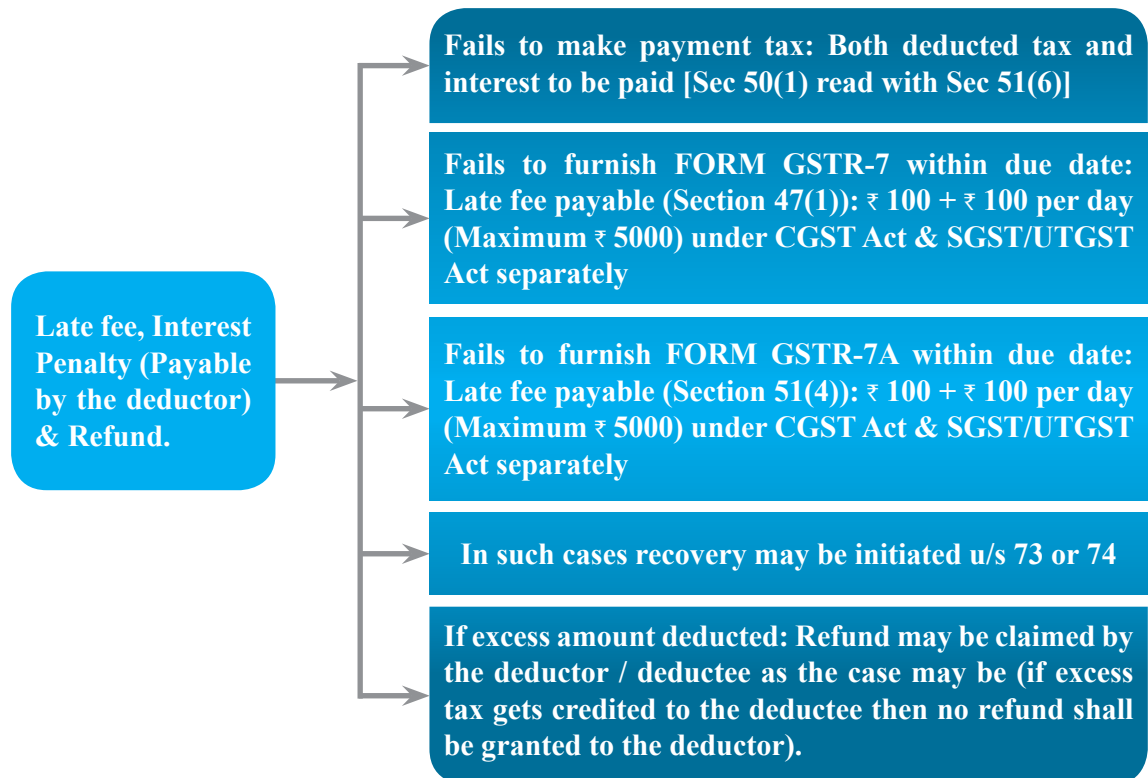 Late fee, Interest
Penalty (Payable
by the deductor)
& Refund.
Fails to make payment tax: Both deducted tax and
interest to be paid [Sec 50(1) read with Sec 51(6)]
Fails to furnish FORM GSTR-7 within due date:
Late fee payable (Section 47(1)): ₹ 100 + ₹ 100 per day
(Maximum ₹ 5000) under CGST Act & SGST/UTGST
Act separately
Fails to furnish FORM GSTR-7A within due date:
Late fee payable (Section 51(4)): ₹ 100 + ₹ 100 per day
(Maximum ₹ 5000) under CGST Act & SGST/UTGST
Act separately
In such cases recovery may be initiated u/s 73 or 74
If excess amount deducted: Refund may be claimed by
the deductor / deductee as the case may be (if excess
tax gets credited to the deductee then no refund shall
be granted to the deductor).